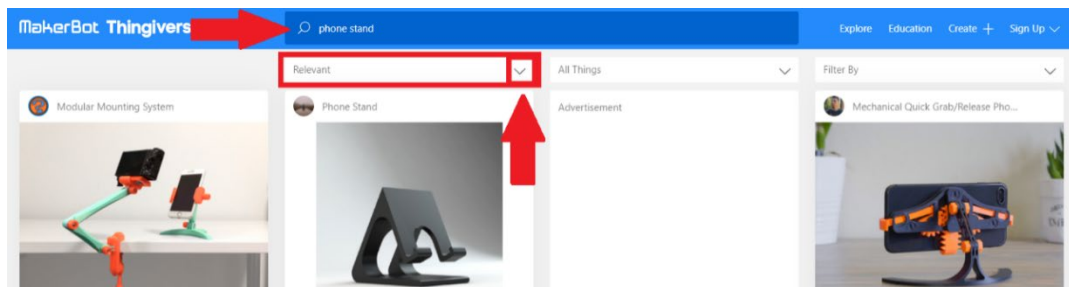 MakerBot Thingivers
phone stand
Explore Education Create + Sign Up
Relevant
All Things
Filter By
Modular Mounting System
Phone Stand
Advertisement
Mechanical Quick Grab/Release Pho...